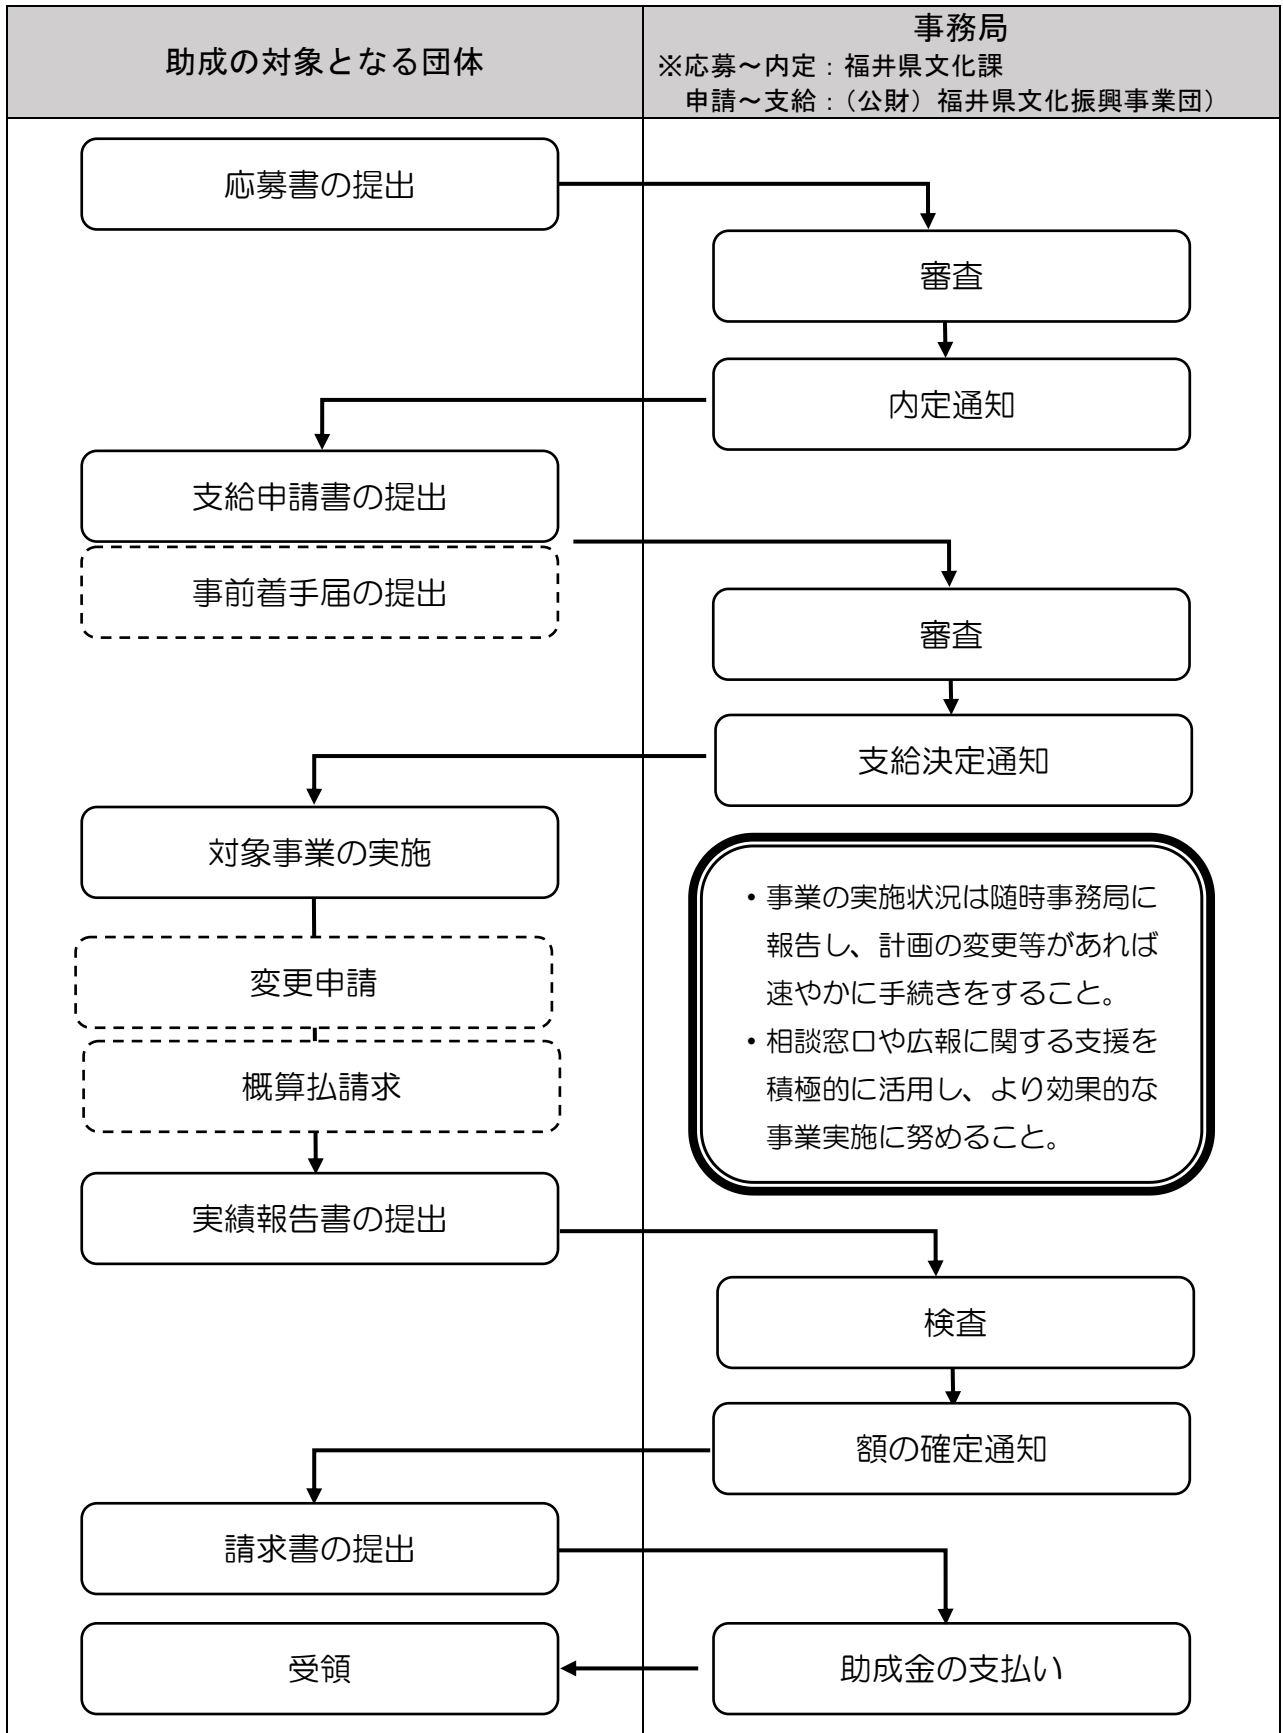 助成の対象となる団体
事務局
※応募～内定：福井県文化課
申請～支給：（公財）福井県文化振興事業団）
応募書の提出
審査
内定通知
支給申請書の提出
事前着手届の提出
審査
支給決定通知
対象事業の実施
・事業の実施状況は随時事務局に
報告し、計画の変更等があれば
速やかに手続きをすること。
・相談窓口や広報に関する支援を
積極的に活用し、より効果的な
事業実施に努めること。
変更申請
概算払請求
実績報告書の提出
検査
額の確定通知
請求書の提出
助成金の支払い
受領